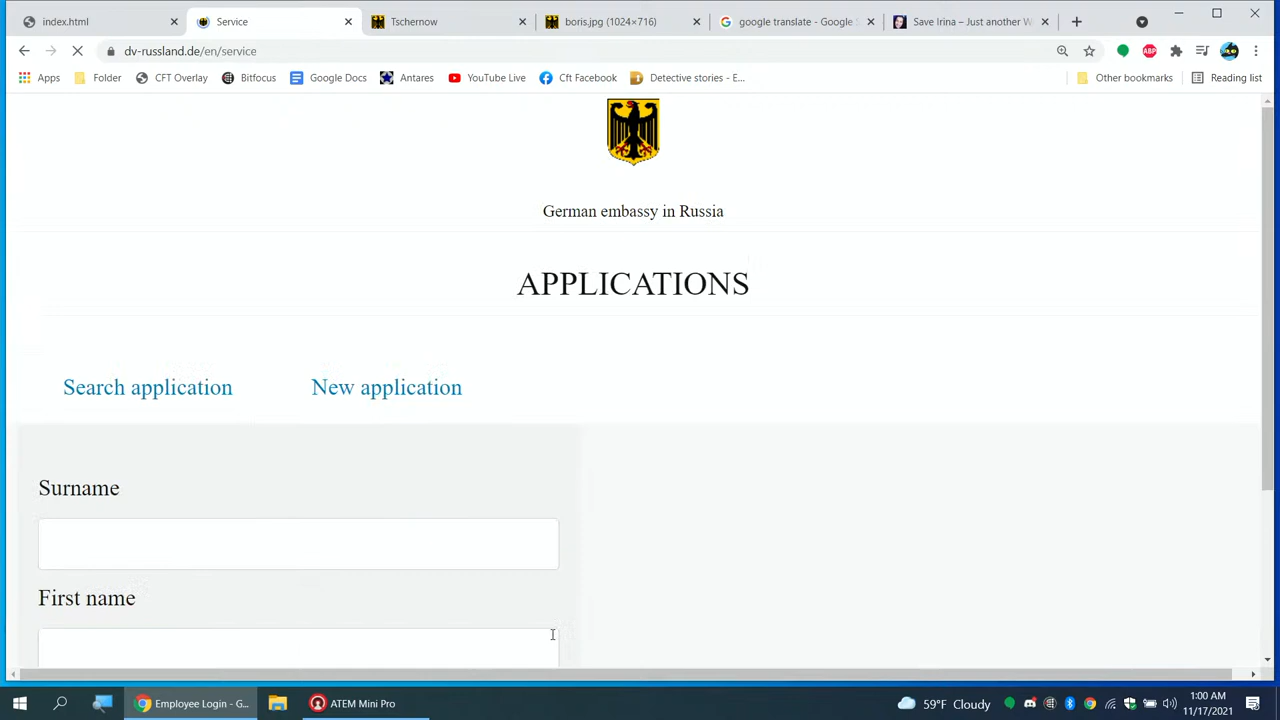 index.html
Service
Tschernow
boris.jpg (1024×716)
google translate - Google S
Save Irina – Just another W
dv-russland.de/en/service
ABP
Apps
Folder
CFT Overlay
Bitfocus
Google Docs
Antares
YouTube Live
Cft Facebook
Detective stories - E...
Other bookmarks
Reading list
German embassy in Russia
APPLICATIONS
Search application
New application
Surname
First name
Employee Login - G...
ATEM Mini Pro
59°F Cloudy
1:00 AM
11/17/2021